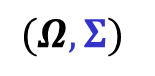 (𝜴, 𝚺)